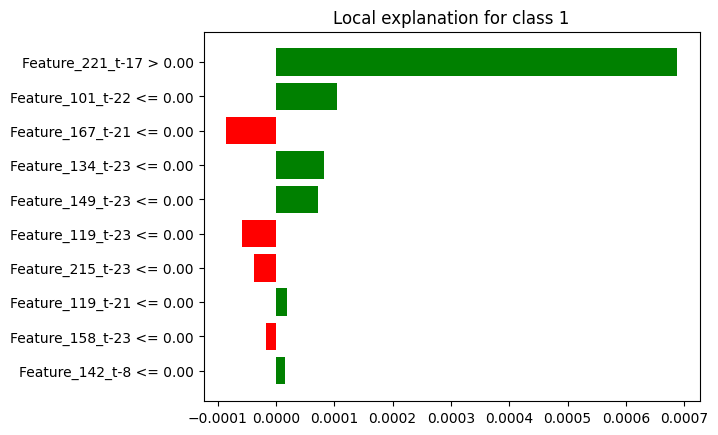 Local explanation for class 1
Feature_221_t-17 > 0.00
Feature_101_t-22 <= 0.00
Feature_167_t-21 <= 0.00
Feature_134_t-23 <= 0.00
Feature_149_t-23 <= 0.00
Feature_119_t-23 <= 0.00
Feature_215_t-23 <= 0.00
Feature_119_t-21 <= 0.00
Feature_158_t-23 <= 0.00
Feature_142_t-8 <= 0.00
−0.0001 0.0000 0.0001 0.0002 0.0003 0.0004 0.0005 0.0006 0.0007